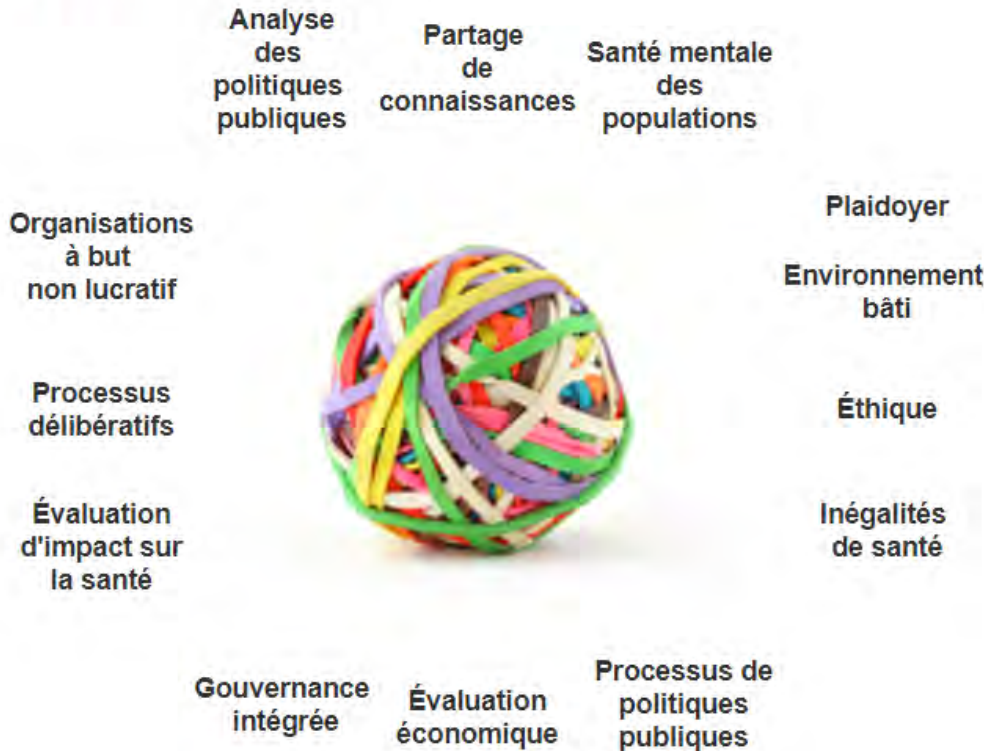 Analyse
des
politiques
publiques
Partage
de
connaissances
Santé mentale
des
populations
Organisations
à but
non lucratif
Plaidoyer
Environnement
bâti
Processus
délibératifs
Éthique
Évaluation
d'impact sur
la santé
Inégalités
de santé
Gouvernance
intégrée
Évaluation
économique
Processus de
politiques
publiques